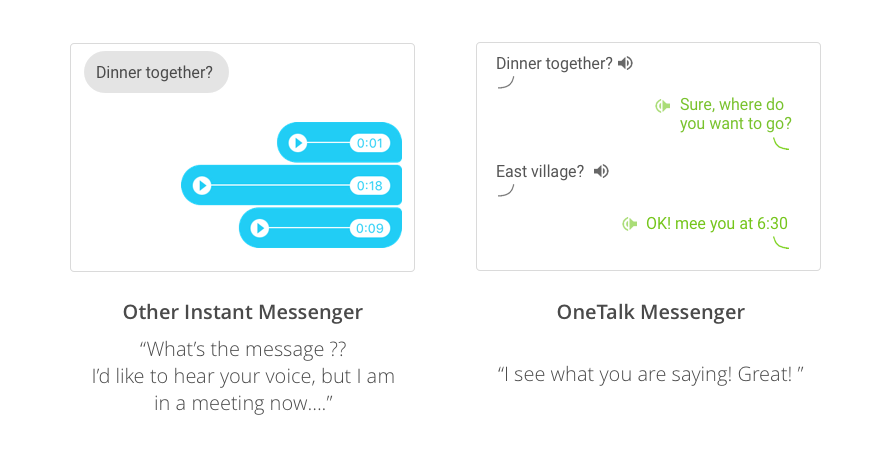 Dinner together?
0:01
0:18
0:09
Other Instant Messenger
“What’s the message ??
I’d like to hear your voice, but I am
in a meeting now....”
Dinner together?
Sure, where do
you want to go?
East village?
OK! mee you at 6:30
OneTalk Messenger
“I see what you are saying! Great! ”